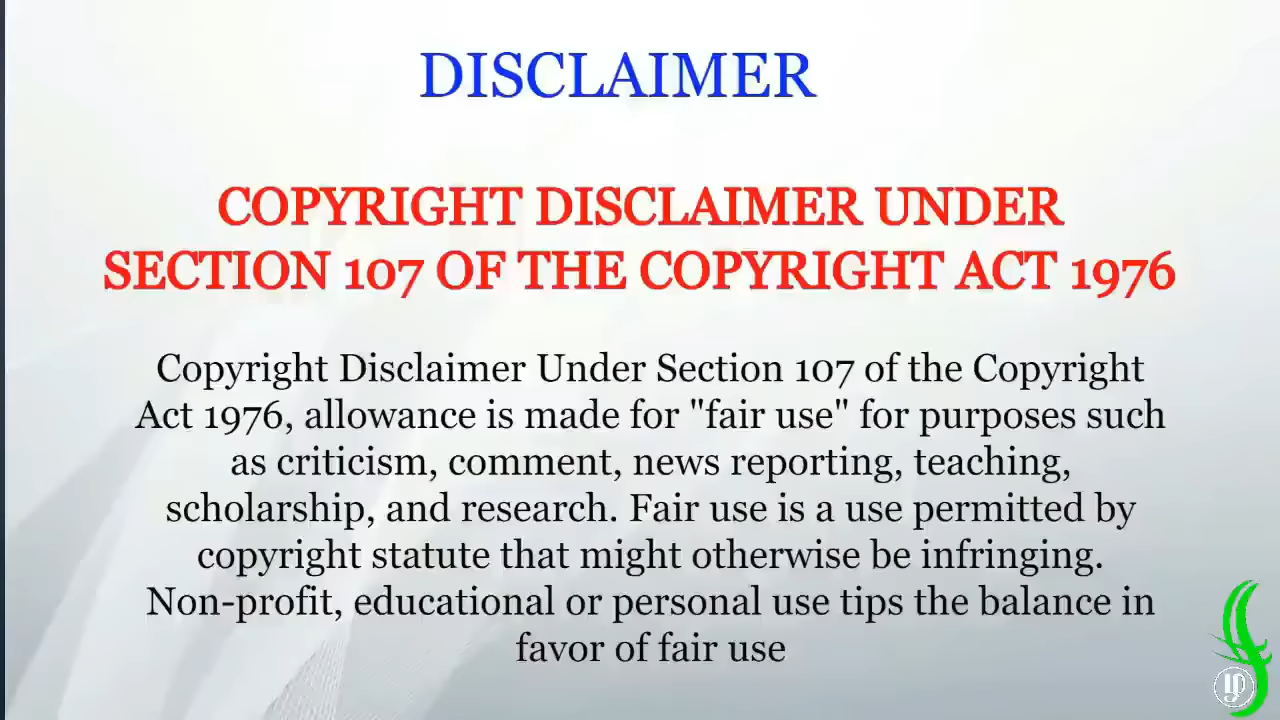 DISCLAIMER
COPYRIGHT DISCLAIMER UNDER
SECTION 107 OF THE COPYRIGHT ACT 1976
Copyright Disclaimer Under Section 107 of the Copyright
Act 1976, allowance is made for "fair use" for purposes such
as criticism, comment, news reporting, teaching,
scholarship, and research. Fair use is a use permitted by
copyright statute that might otherwise be infringing.
Non-profit, educational or personal use tips the balance in
favor of fair use